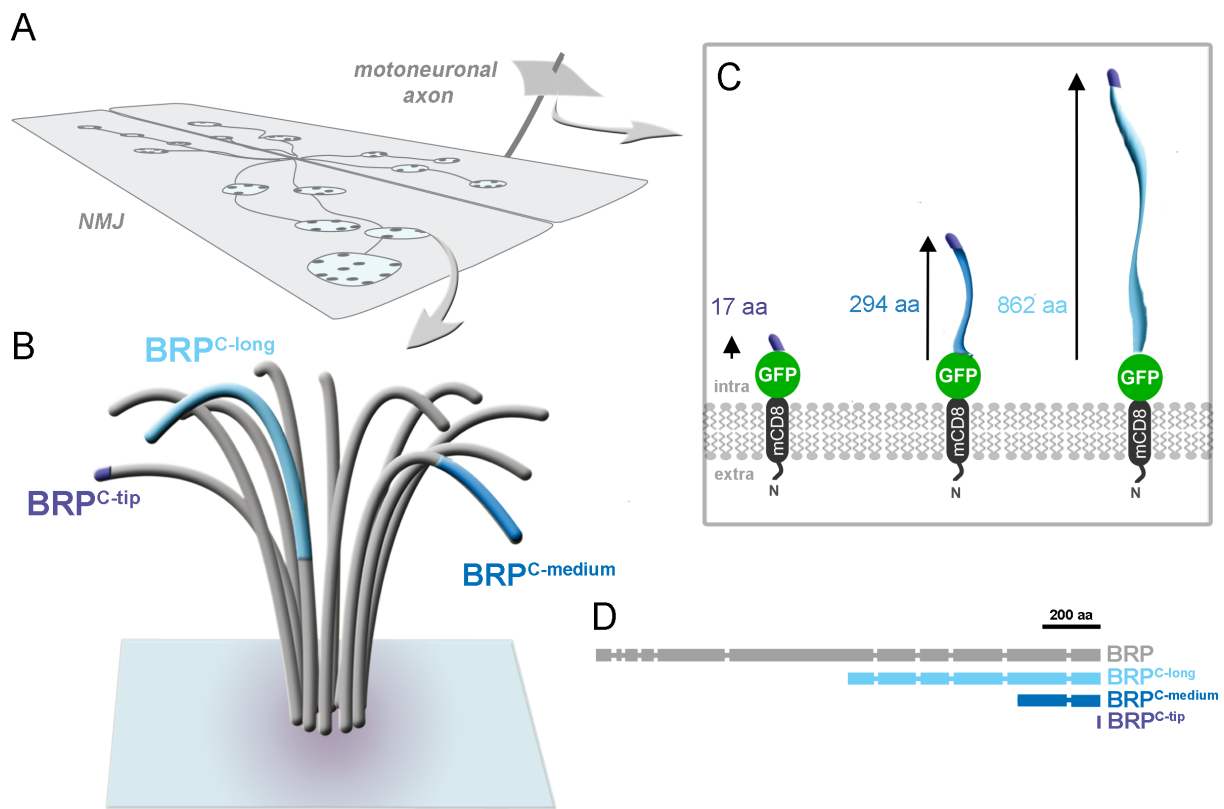 A
motoneuronal
axon
NMJ
B
BRPC-long
BRPC-tip
BRPC-medium
C
17 aa
294 aa
862 aa
GFP
GFP
GFP
intra
mCD8
mCD8
mCD8
extra
N
N
N
D
200 aa
BRP
BRPC-long
BRPC-medium
BRPC-tip